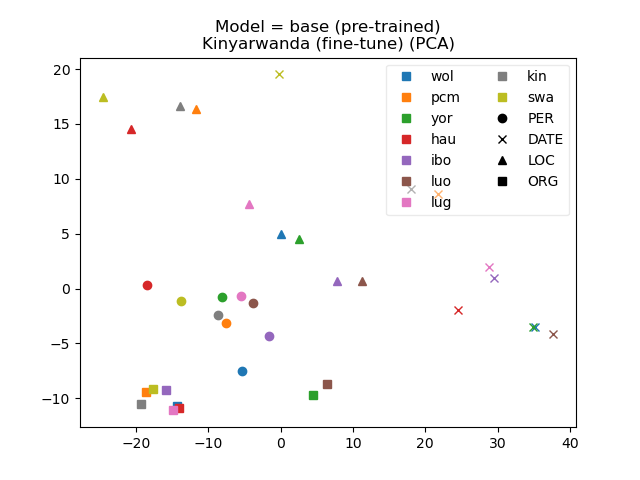 Model = base (pre-trained)
Kinyarwanda (fine-tune) (PCA)
20
15
10
5
0
−5
−10
−20
−10
0
10
20
30
40
wol
pcm
yor
hau
ibo
luo
lug
kin
swa
PER
DATE
LOC
ORG